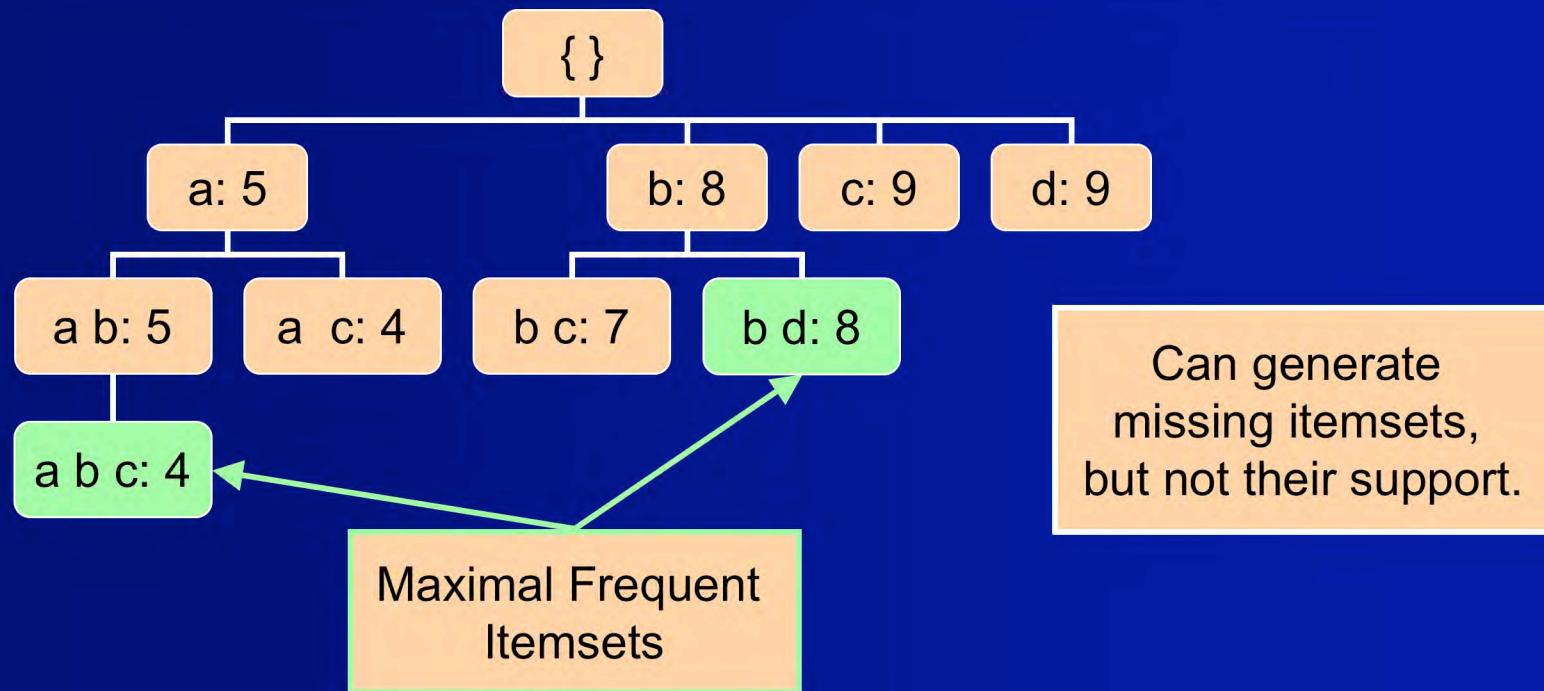 { }
a: 5
b: 8
c: 9
d: 9
a b: 5
a c: 4
b c: 7
b d: 8
a b c: 4
Can generate
missing itemsets,
but not their support.
Maximal Frequent
Itemsets